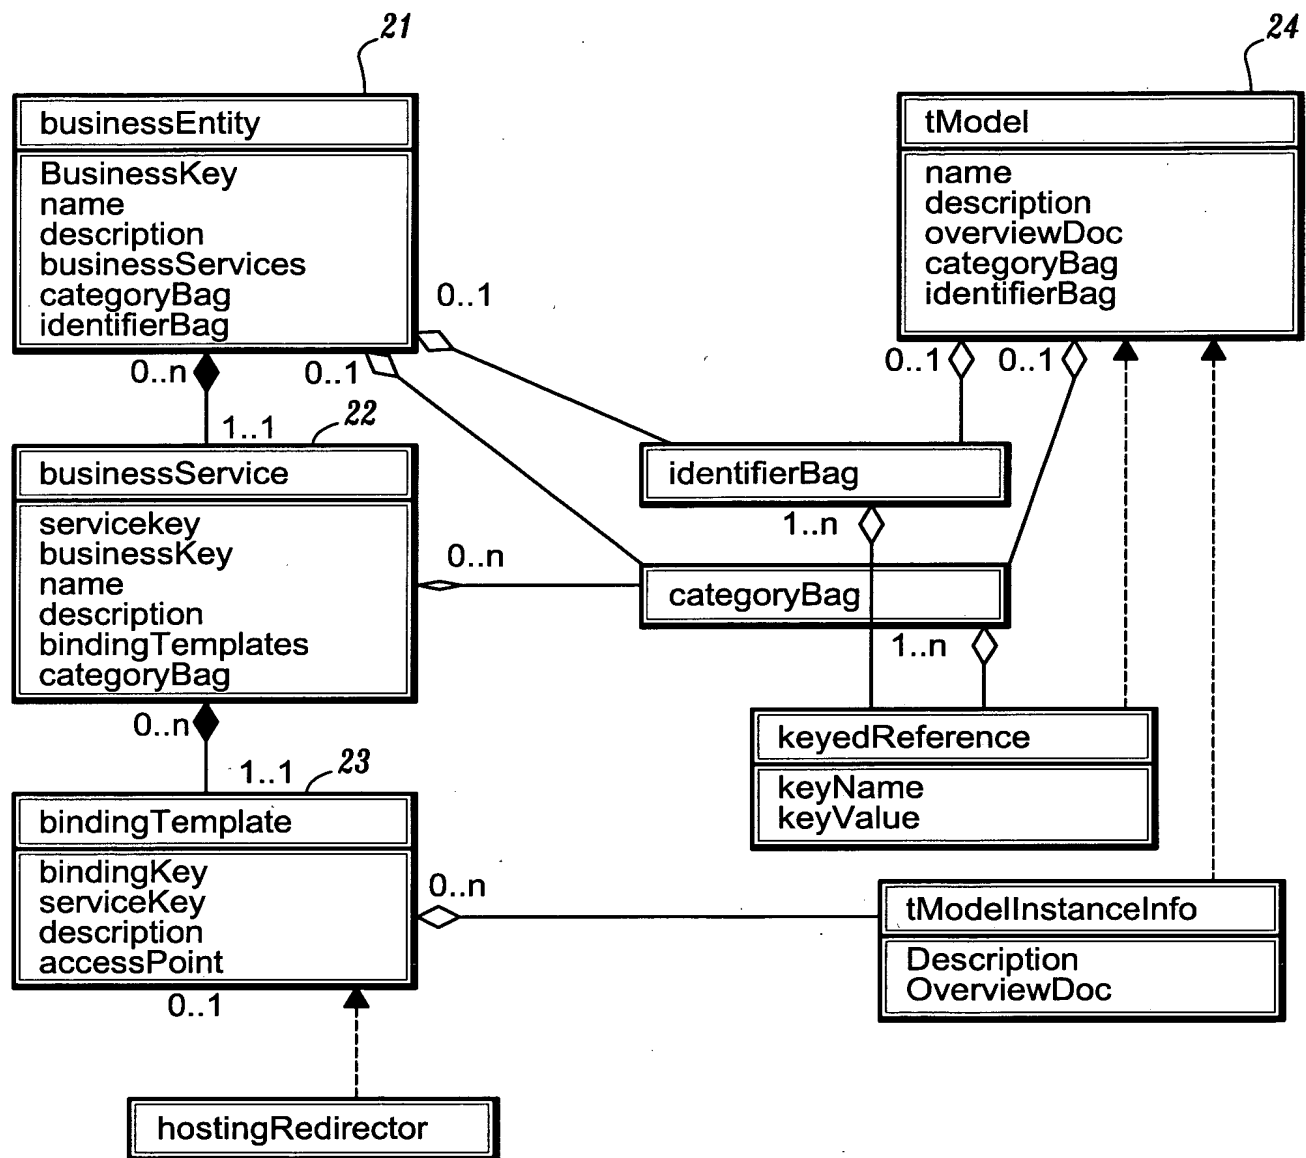 21
businessEntity
BusinessKey
name
description
businessServices
categoryBag
identifierBag
0..1
0..n
0..1
24
tModel
name
description
overviewDoc
categoryBag
identifierBag
0..1
0..1
1..1
22
businessService
servicekey
businessKey
name
description
bindingTemplates
categoryBag
0..n
0..n
identifierBag
1..n
categoryBag
1..n
keyedReference
keyName
keyValue
1..1
23
bindingTemplate
bindingKey
serviceKey
description
accessPoint
0..n
0..1
tModelInstanceInfo
Description
OverviewDoc
hostingRedirector